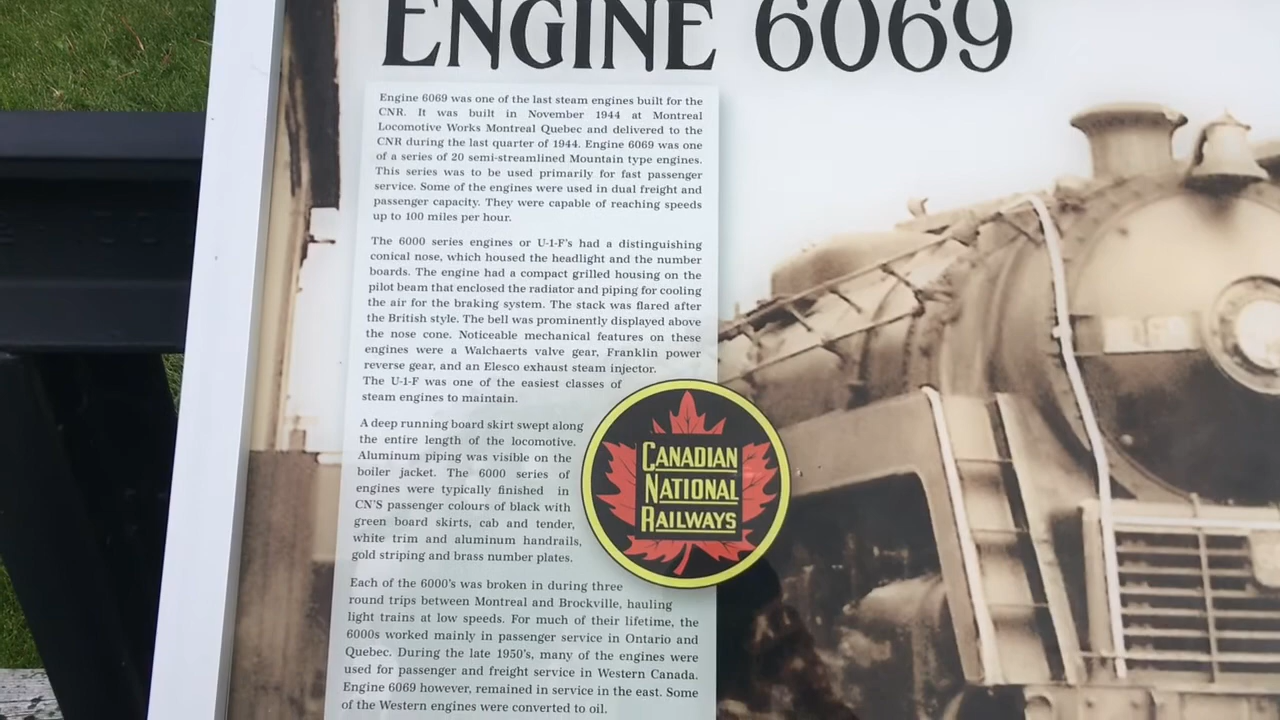 ENGINE 6069
Engine 6069 was one of the last steam engines built for the
CNR. It was built in November 1944 at Montreal
Locomotive Works Montreal Quebec and delivered to the
CNR during the last quarter of 1944. Engine 6069 was one
of a series of 20 semi-streamlined Mountain type engines.
This series was to be used primarily for fast passenger
service. Some of the engines were used in dual freight and
passenger capacity. They were capable of reaching speeds
up to 100 miles per hour.
The 6000 series engines or U-1-F's had a distinguishing
conical nose, which housed the headlight and the number
boards. The engine had a compact grilled housing on the
pilot beam that enclosed the radiator and piping for cooling
the air for the braking system. The stack was flared after
the British style. The bell was prominently displayed above
the nose cone. Noticeable mechanical features on these
engines were a Walchaerts valve gear, Franklin power
reverse gear, and an Elesco exhaust steam injector.
The U-1-F was one of the easiest classes of
steam engines to maintain.
A deep running board skirt swept along
the entire length of the locomotive.
Aluminum piping was visible on the
boiler jacket. The 6000 series of
engines were typically finished in
CN'S passenger colours of black with
green board skirts, cab and tender,
white trim and aluminum handrails,
gold striping and brass number plates.
Each of the 6000's was broken in during three
round trips between Montreal and Brockville, hauling
light trains at low speeds. For much of their lifetime, the
6000s worked mainly in passenger service in Ontario and
Quebec. During the late 1950's, many of the engines were
used for passenger and freight service in Western Canada.
Engine 6069 however, remained in service in the east. Some
of the Western engines were converted to oil.
CANADIAN
NATIONAL
RAILWAYS